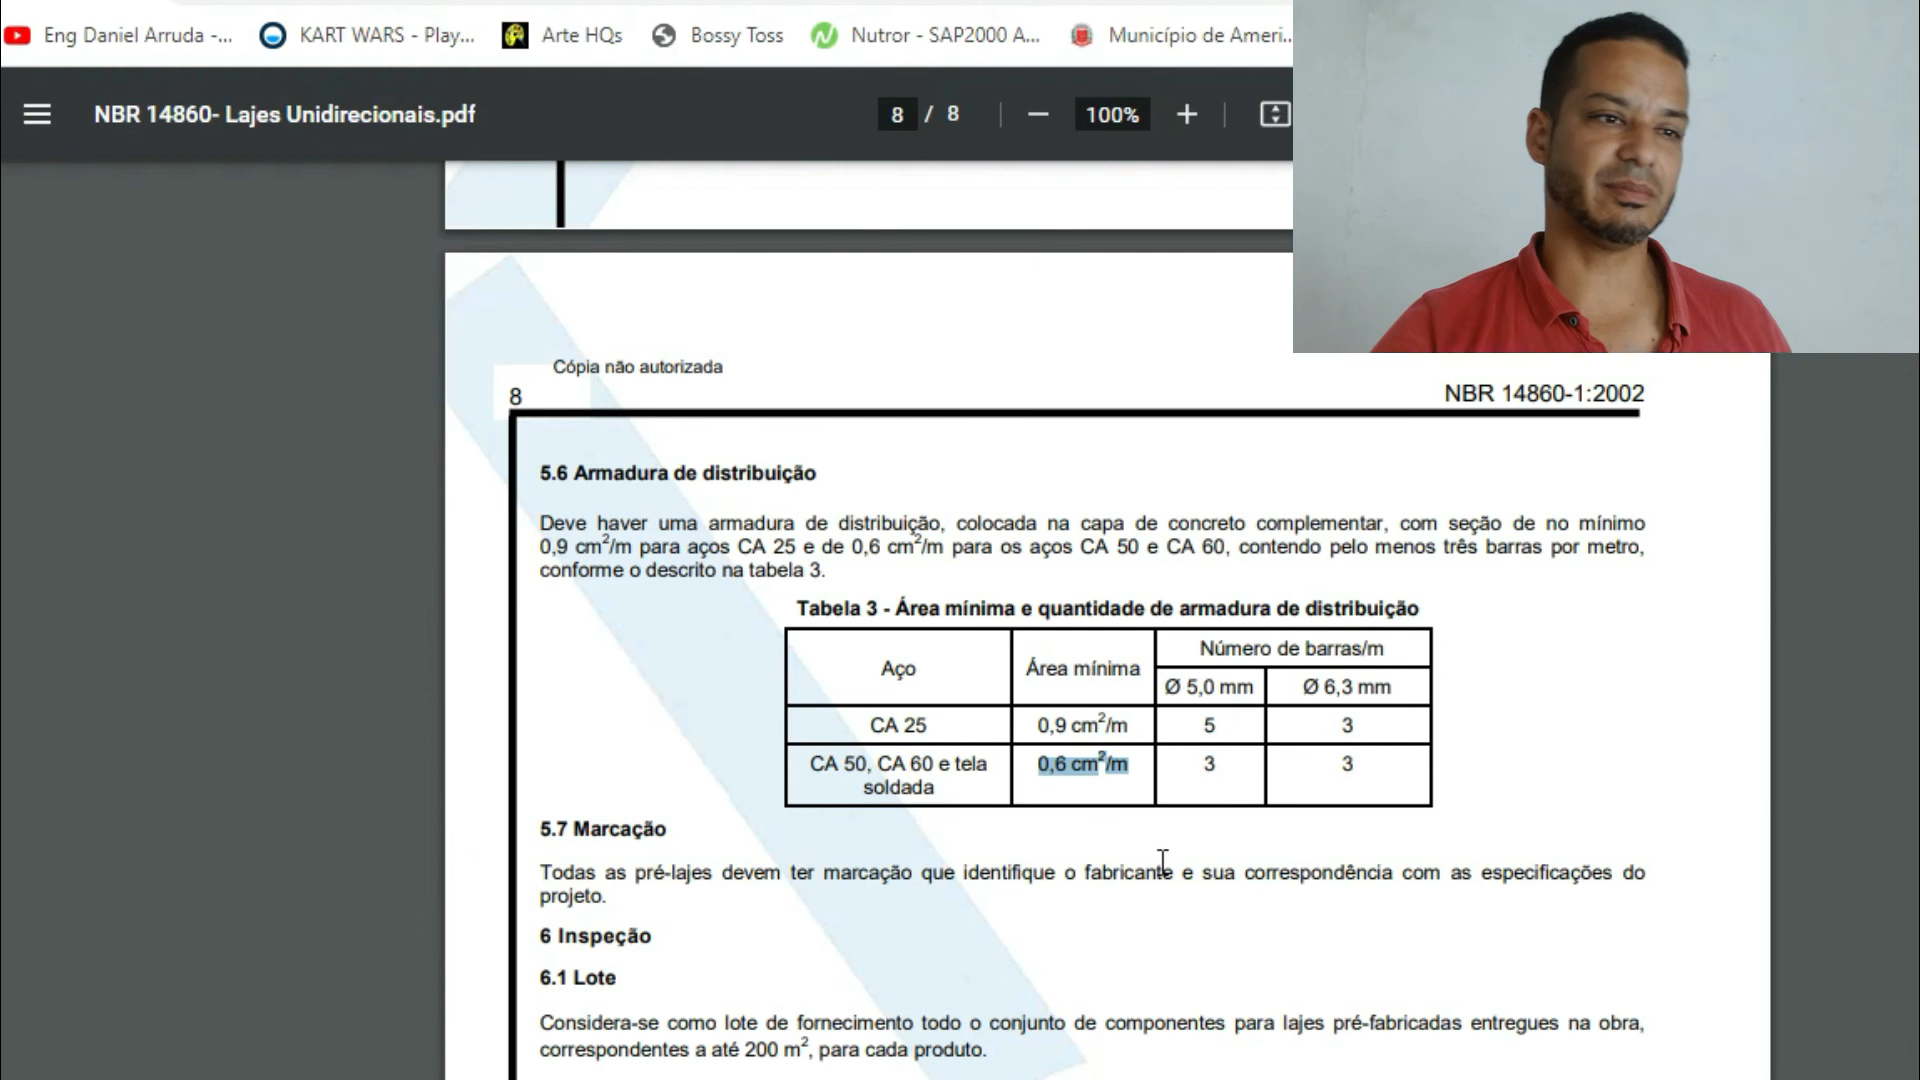 Eng Daniel Arruda -...
KART WARS - Play...
Arte HQs
Bossy Toss
Nutror - SAP2000 A...
Município de Ameri...
NBR 14860- Lajes Unidirecionais.pdf
8 / 8
100%
Cópia não autorizada
8
NBR 14860-1:2002
5.6 Armadura de distribuição
Deve haver uma armadura de distribuição, colocada na capa de concreto complementar, com seção de no mínimo
0,9 cm²/m para aços CA 25 e de 0,6 cm²/m para os aços CA 50 e CA 60, contendo pelo menos três barras por metro,
conforme o descrito na tabela 3.
Tabela 3 - Área mínima e quantidade de armadura de distribuição
Aço
Área mínima
Número de barras/m
Ø 5,0 mm
Ø 6,3 mm
CA 25
0,9 cm²/m
5
3
CA 50, CA 60 e tela
soldada
0,6 cm²/m
3
3
5.7 Marcação
Todas as pré-lajes devem ter marcação que identifique o fabricante e sua correspondência com as especificações do
projeto.
6 Inspeção
6.1 Lote
Considera-se como lote de fornecimento todo o conjunto de componentes para lajes pré-fabricadas entregues na obra,
correspondentes a até 200 m², para cada produto.